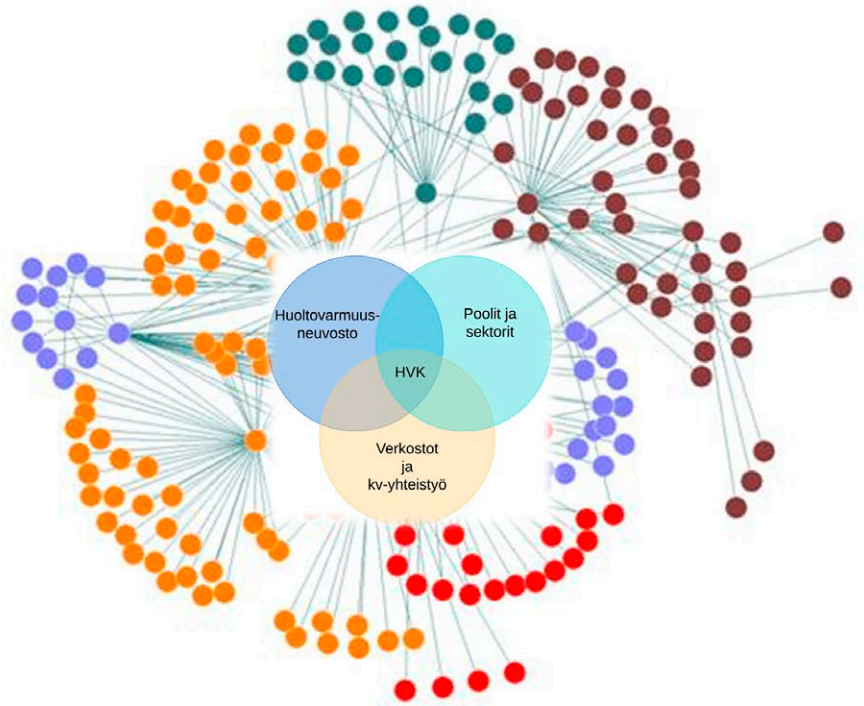 Huoltovarmuus-
neuvosto
Poolit ja
sektorit
HVK
Verkostot
ja
kv-yhteistyö